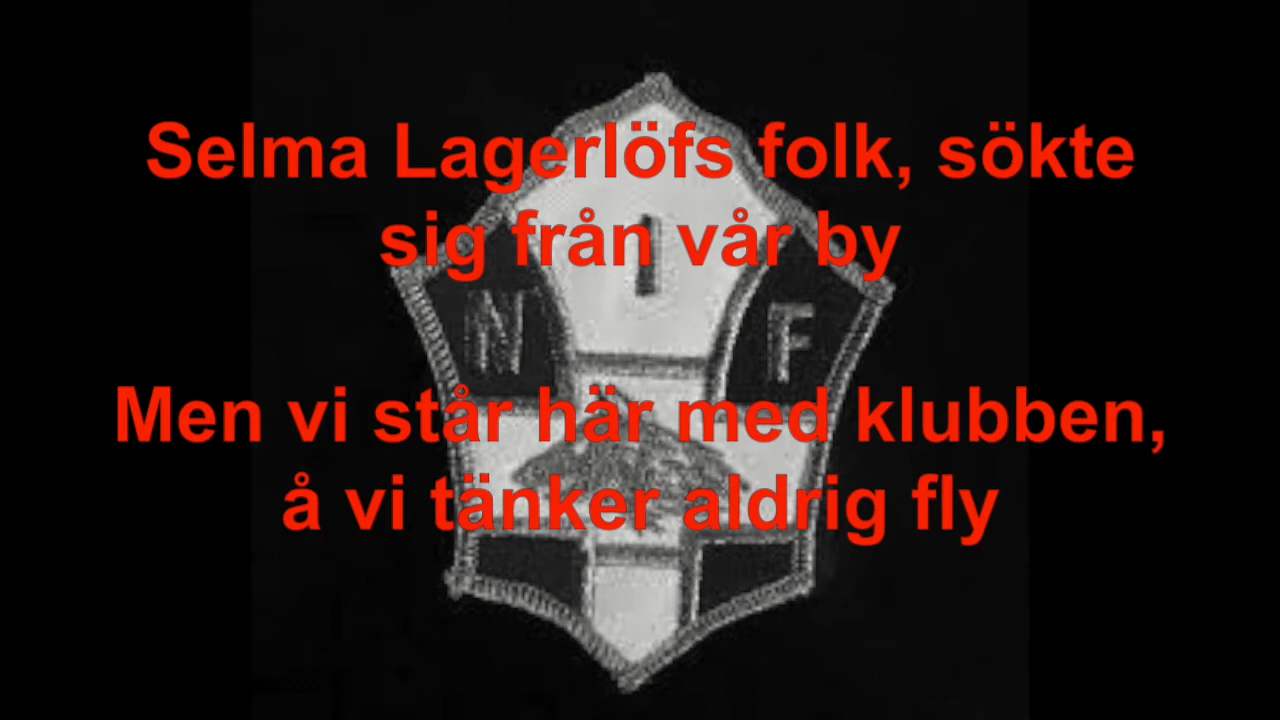 Selma Lagerlöfs folk, sökte
sig från vår by
N I F
Men vi står här med klubben,
å vi tänker aldrig fly